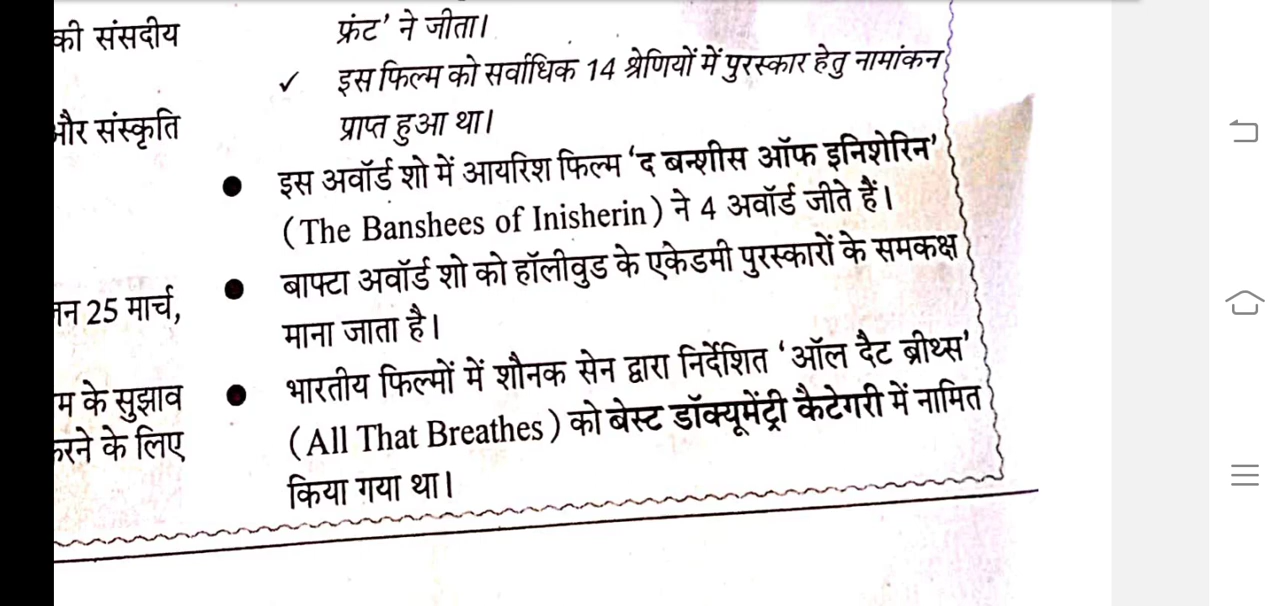 की संसदीय
और संस्कृति
25 मार्च,
के सुझाव
करने के लिए
फ्रंट’ ने जीता।
✓ इस फिल्म को सर्वाधिक 14 श्रेणियों में पुरस्कार हेतु नामांकन
प्राप्त हुआ था।
● इस अवॉर्ड शो में आयरिश फिल्म ‘द बन्शीस ऑफ इनिशेरिन’
(The Banshees of Inisherin) ने 4 अवॉर्ड जीते हैं।
● बाफ्टा अवॉर्ड शो को हॉलीवुड के एकेडमी पुरस्कारों के समकक्ष
माना जाता है।
● भारतीय फिल्मों में शौनक सेन द्वारा निर्देशित ‘ऑल दैट ब्रीथ्स’
(All That Breathes) को बेस्ट डॉक्यूमेंट्री कैटेगरी में नामित
किया गया था।